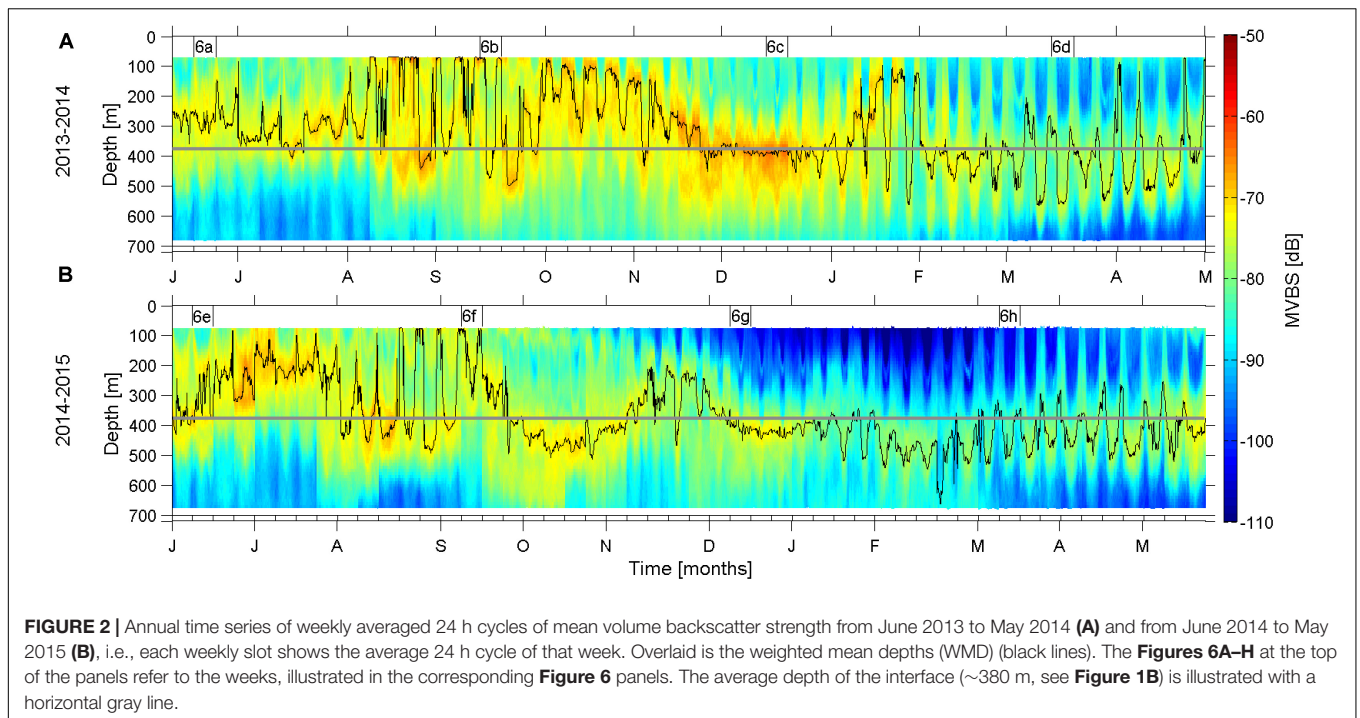 A
0
6a
6b
6c
6d
100
200
300
400
500
600
700
Depth [m]
2013-2014
J J A S O N D J F M A M
B
0
6e
6f
6g
6h
100
200
300
400
500
600
700
Depth [m]
2014-2015
J J A S O N D J F M A M
Time [months]
-50
-60
-70
-80
-90
-100
-110
MVBS [dB]
FIGURE 2 | Annual time series of weekly averaged 24 h cycles of mean volume backscatter strength from June 2013 to May 2014 (A) and from June 2014 to May
2015 (B), i.e., each weekly slot shows the average 24 h cycle of that week. Overlaid is the weighted mean depths (WMD) (black lines). The Figures 6A–H at the top
of the panels refer to the weeks, illustrated in the corresponding Figure 6 panels. The average depth of the interface (∼380 m, see Figure 1B) is illustrated with a
horizontal gray line.